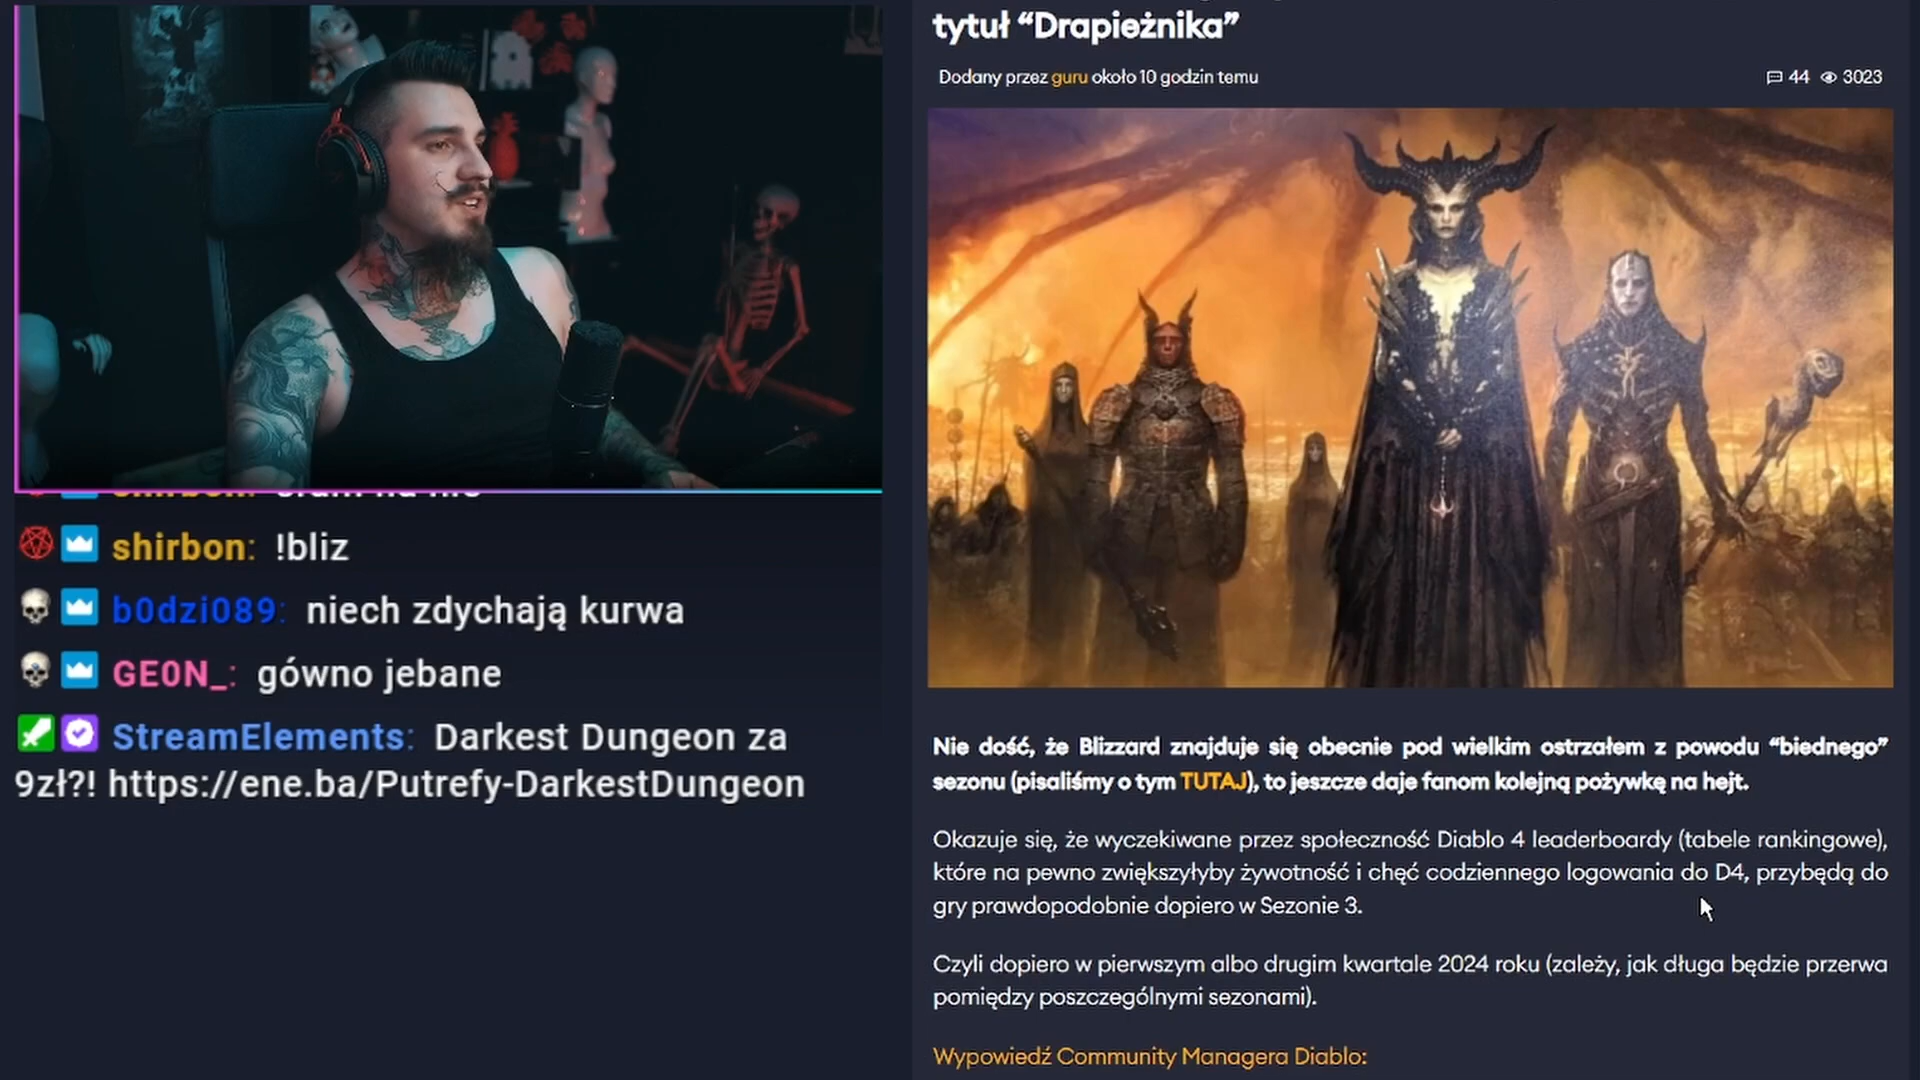 shirbon: !bliz
b0dzi089: niech zdychają kurwa
GE0N_: gówno jebane
StreamElements: Darkest Dungeon za
9zł?! https://ene.ba/Putrefy-DarkestDungeon
tytuł “Drapieżnika”
Dodany przez guru około 10 godzin temu
44 3023
Nie dość, że Blizzard znajduje się obecnie pod wielkim ostrzałem z powodu “biednego”
sezonu (pisaliśmy o tym TUTAJ), to jeszcze daje fanom kolejną pożywkę na hejt.
Okazuje się, że wyczekiwane przez społeczność Diablo 4 leaderboardy (tabele rankingowe),
które na pewno zwiększyłyby żywotność i chęć codziennego logowania do D4, przybędą do
gry prawdopodobnie dopiero w Sezonie 3.
Czyli dopiero w pierwszym albo drugim kwartale 2024 roku (zależy, jak długa będzie przerwa
pomiędzy poszczególnymi sezonami).
Wypowiedź Community Managera Diablo: